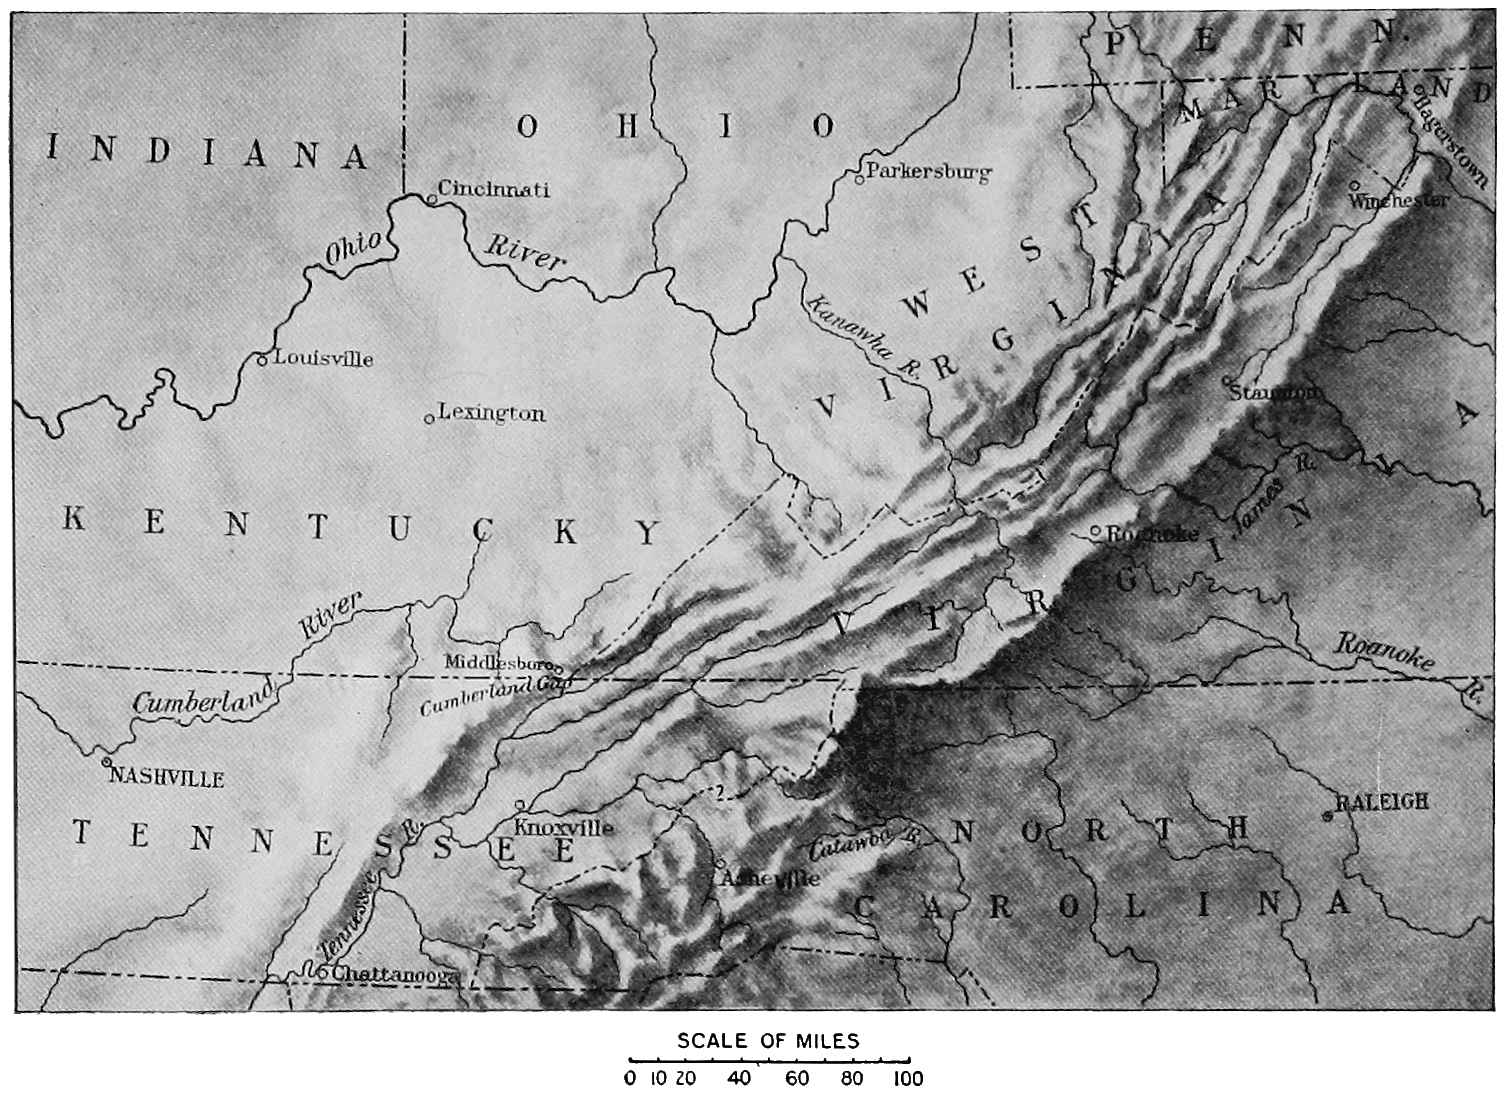 PENN.
MARYLAND
Hagerstown
INDIANA
OHIO
Cincinnati
Parkersburg
Winchester
Ohio River
WEST
VIRGINIA
Kanawha R.
Louisville
Lexington
Staunton
KENTUCKY
James R.
Roanoke
VIRGINIA
River
Roanoke
R.
Middlesboro
Cumberland Gap
Cumberland
NASHVILLE
RALEIGH
?
TENNESSEE
Knoxville
Tennessee R.
Catawba R.
NORTH
Asheville
CAROLINA
Chattanooga
SCALE OF MILES
0 10 20 40 60 80 100